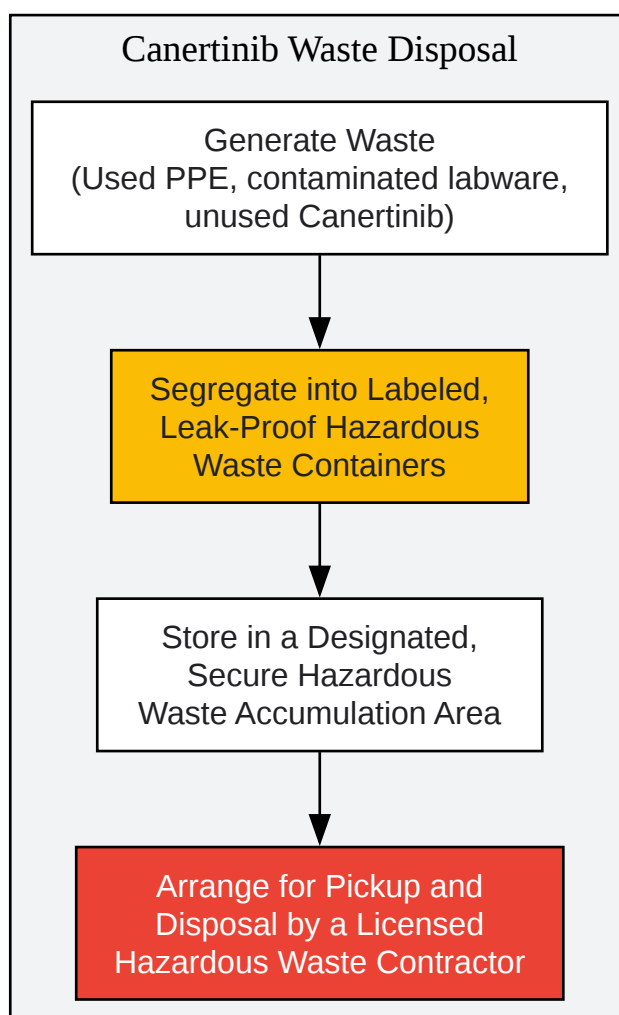 Canertinib Waste Disposal
Generate Waste
(Used PPE, contaminated labware,
unused Canertinib)
Segregate into Labeled,
Leak-Proof Hazardous
Waste Containers
Store in a Designated,
Secure Hazardous
Waste Accumulation Area
Arrange for Pickup and
Disposal by a Licensed
Hazardous Waste Contractor